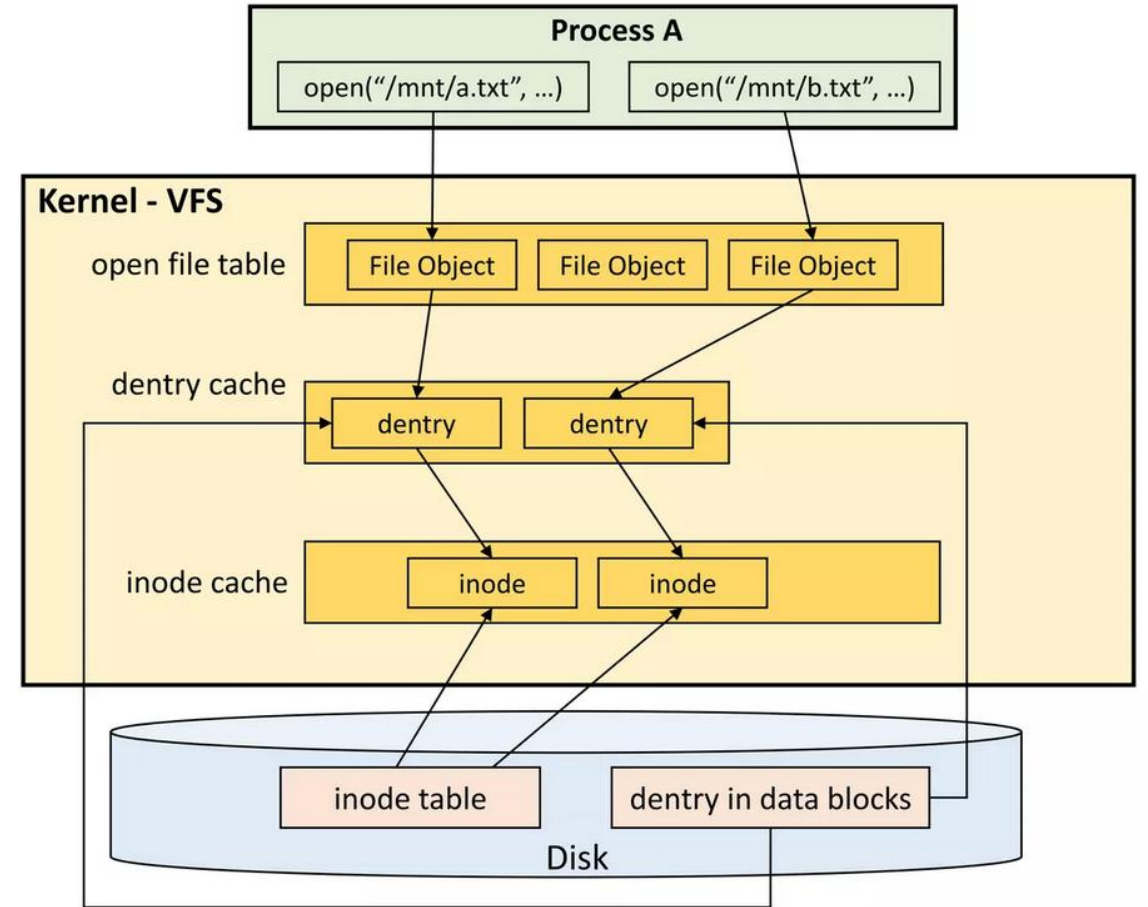 Process A
open(“/mnt/a.txt”, ...)
open(“/mnt/b.txt”, ...)
Kernel - VFS
open file table
File Object
File Object
File Object
dentry cache
dentry
dentry
inode cache
inode
inode
inode table
dentry in data blocks
Disk